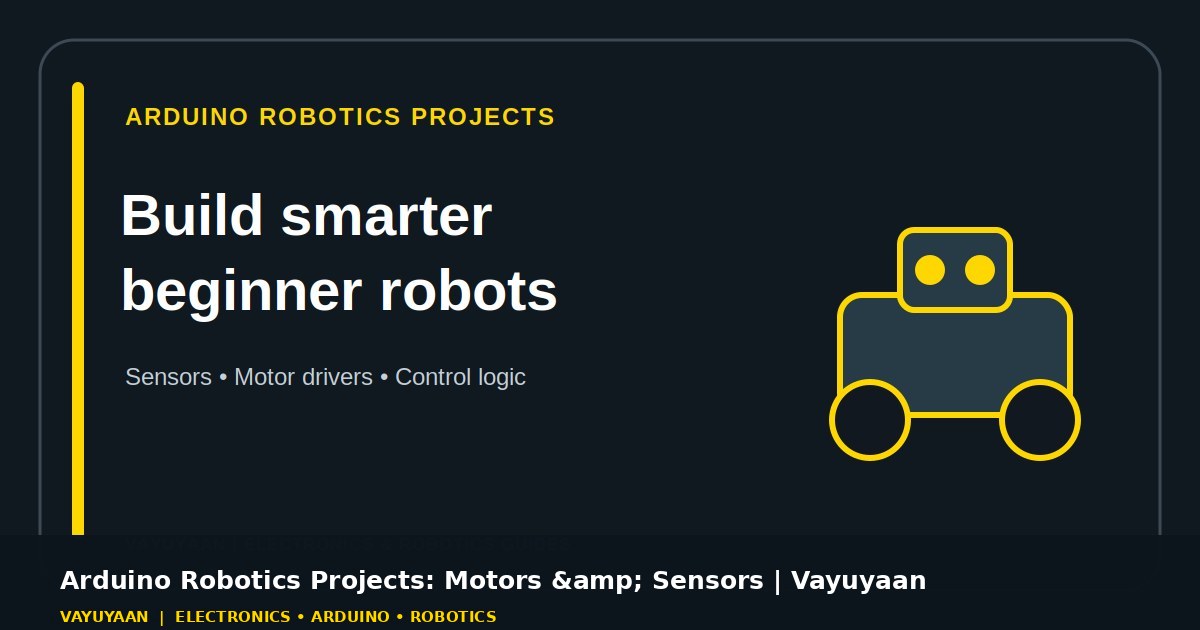 ARDUINO ROBOTICS PROJECTS
Build smarter
beginner robots
Sensors • Motor drivers • Control logic
Arduino Robotics Projects: Motors &amp; Sensors | Vayuyaan
VAYUYAAN | ELECTRONICS • ARDUINO • ROBOTICS